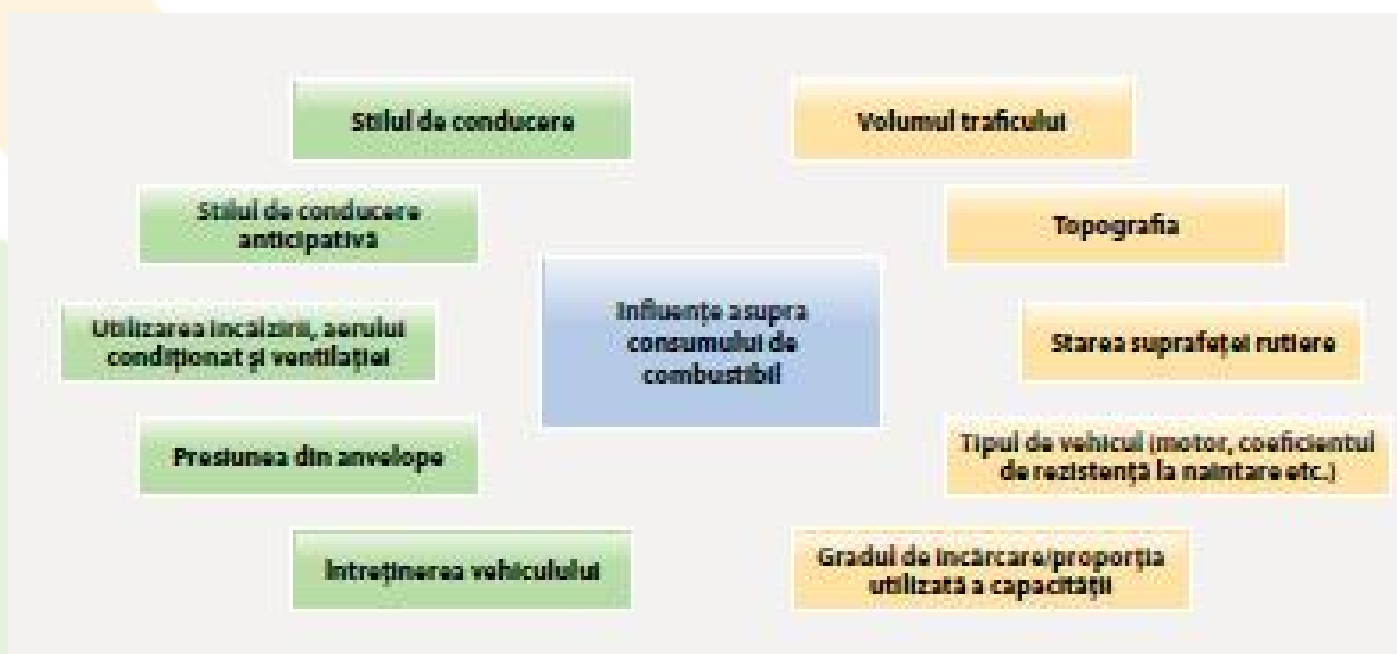 Stilul de conducere
Volumul traficului
Stilul de conducere
anticipativă
Topografia
Influențe asupra
consumului de
combustibil
Utilizarea încălzirii, aerului
condiționat și ventilației
Starea suprafeței rutiere
Presiunea din anvelope
Tipul de vehicul (motor, coeficientul
de rezistență la naintare etc.)
Întreținerea vehiculului
Gradul de încărcare/proporția
utilizată a capacității